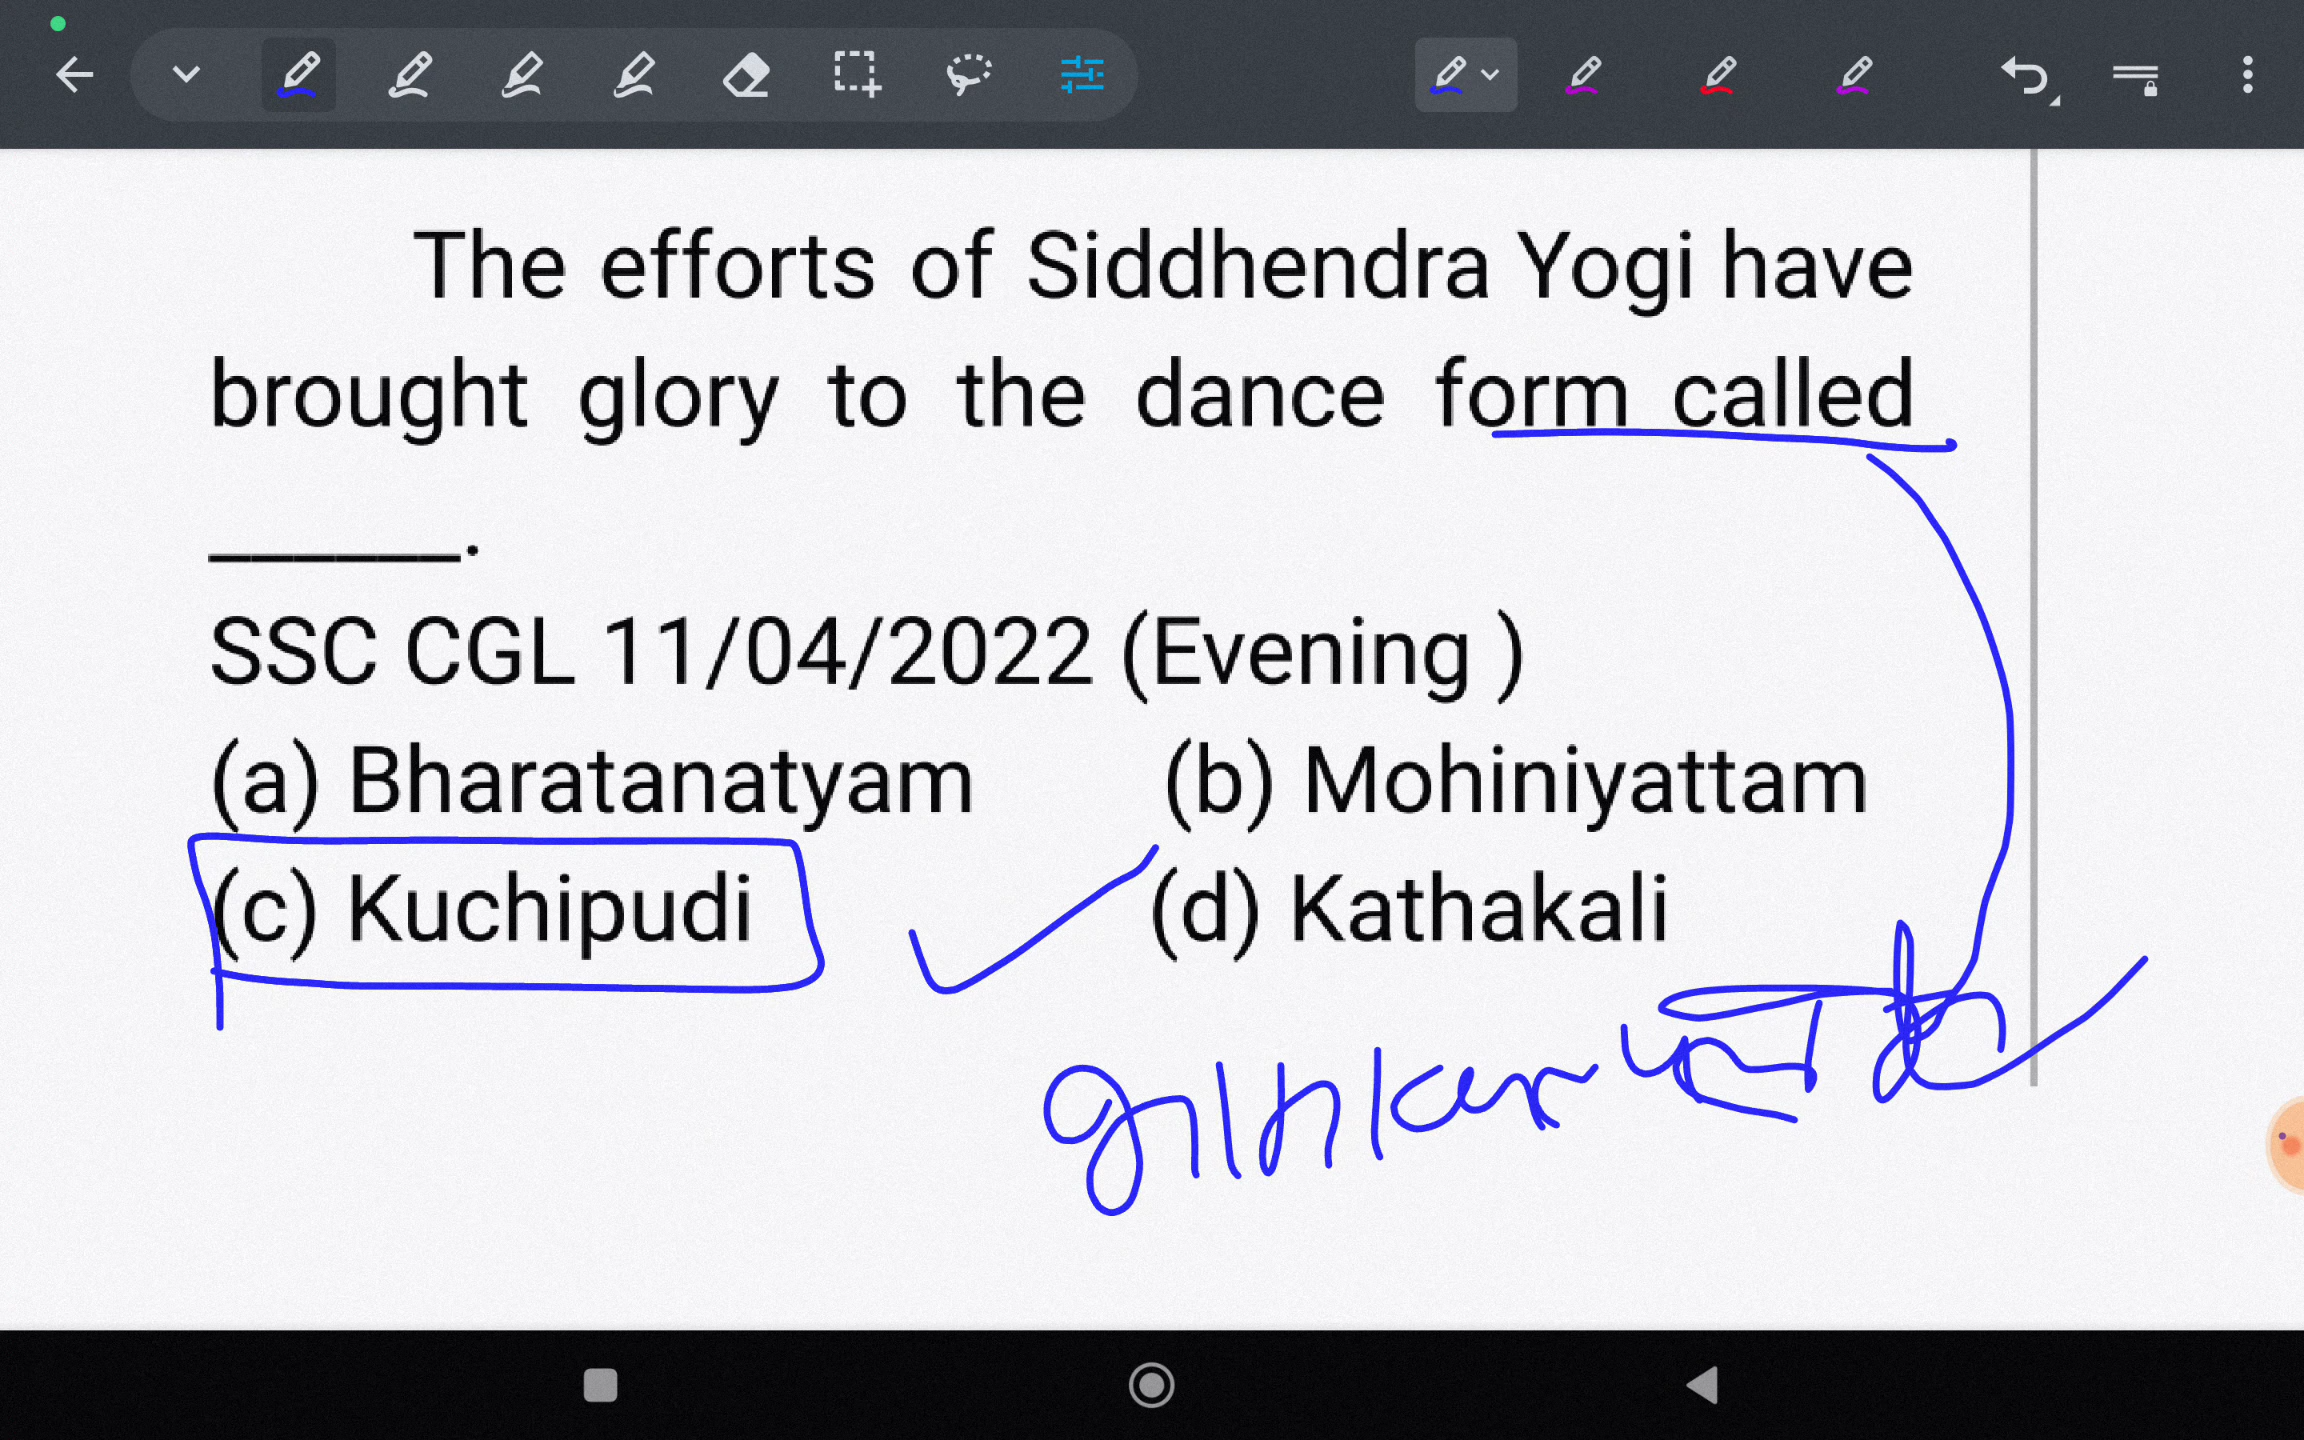 The efforts of Siddhendra Yogi have
brought glory to the dance form called
______.
SSC CGL 11/04/2022 (Evening )
(a) Bharatanatyam (b) Mohiniyattam
(c) Kuchipudi (d) Kathakali